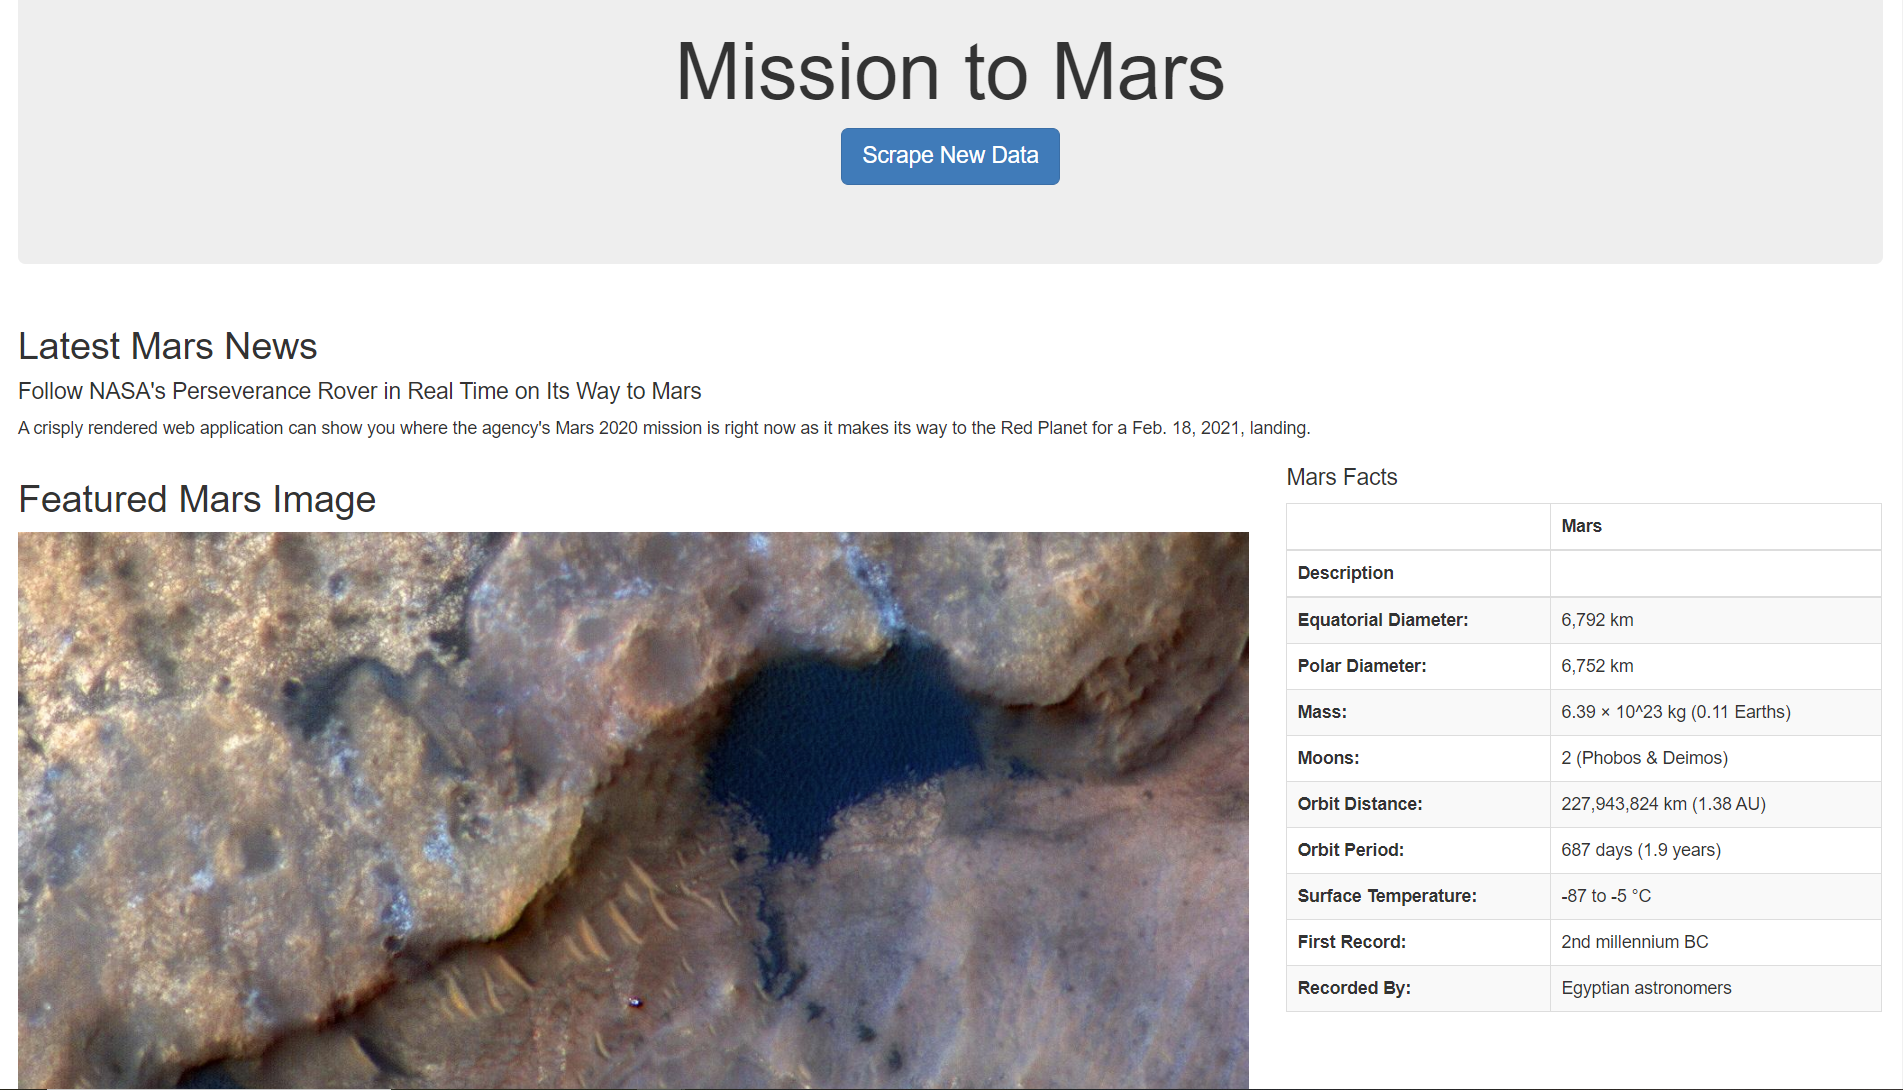 Mission to Mars
Scrape New Data
Latest Mars News
Follow NASA's Perseverance Rover in Real Time on Its Way to Mars
A crisply rendered web application can show you where the agency's Mars 2020 mission is right now as it makes its way to the Red Planet for a Feb. 18, 2021, landing.
Featured Mars Image
Mars Facts
Mars
Description
Equatorial Diameter: 6,792 km
Polar Diameter: 6,752 km
Mass: 6.39 × 10^23 kg (0.11 Earths)
Moons: 2 (Phobos & Deimos)
Orbit Distance: 227,943,824 km (1.38 AU)
Orbit Period: 687 days (1.9 years)
Surface Temperature: -87 to -5 °C
First Record: 2nd millennium BC
Recorded By: Egyptian astronomers